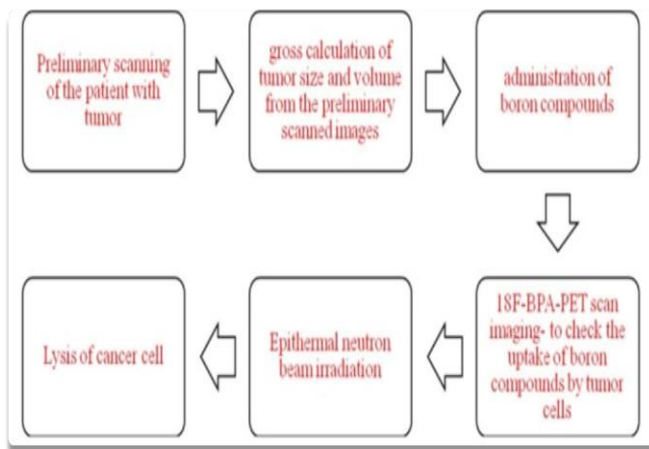 Preliminary scanning
of the patient with
tumor
gross calculation of
tumor size and volume
from the preliminary
scanned images
administration of
boron compounds
18F-BPA-PET scan
imaging- to check the
uptake of boron
compounds by tumor
cells
Epithermal neutron
beam irradiation
Lysis of cancer cell